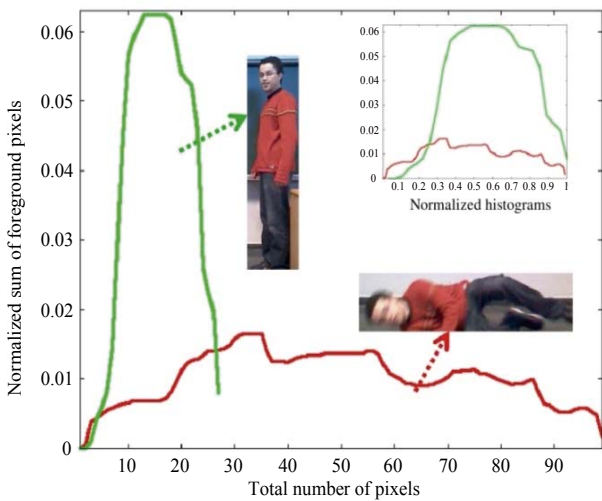 Normalized sum of foreground pixels
0.06
0.05
0.04
0.03
0.02
0.01
0
10 20 30 40 50 60 70 80 90
Total number of pixels
0.06
0.05
0.04
0.03
0.02
0.01
0
0.1 0.2 0.3 0.4 0.5 0.6 0.7 0.8 0.9 1
Normalized histograms